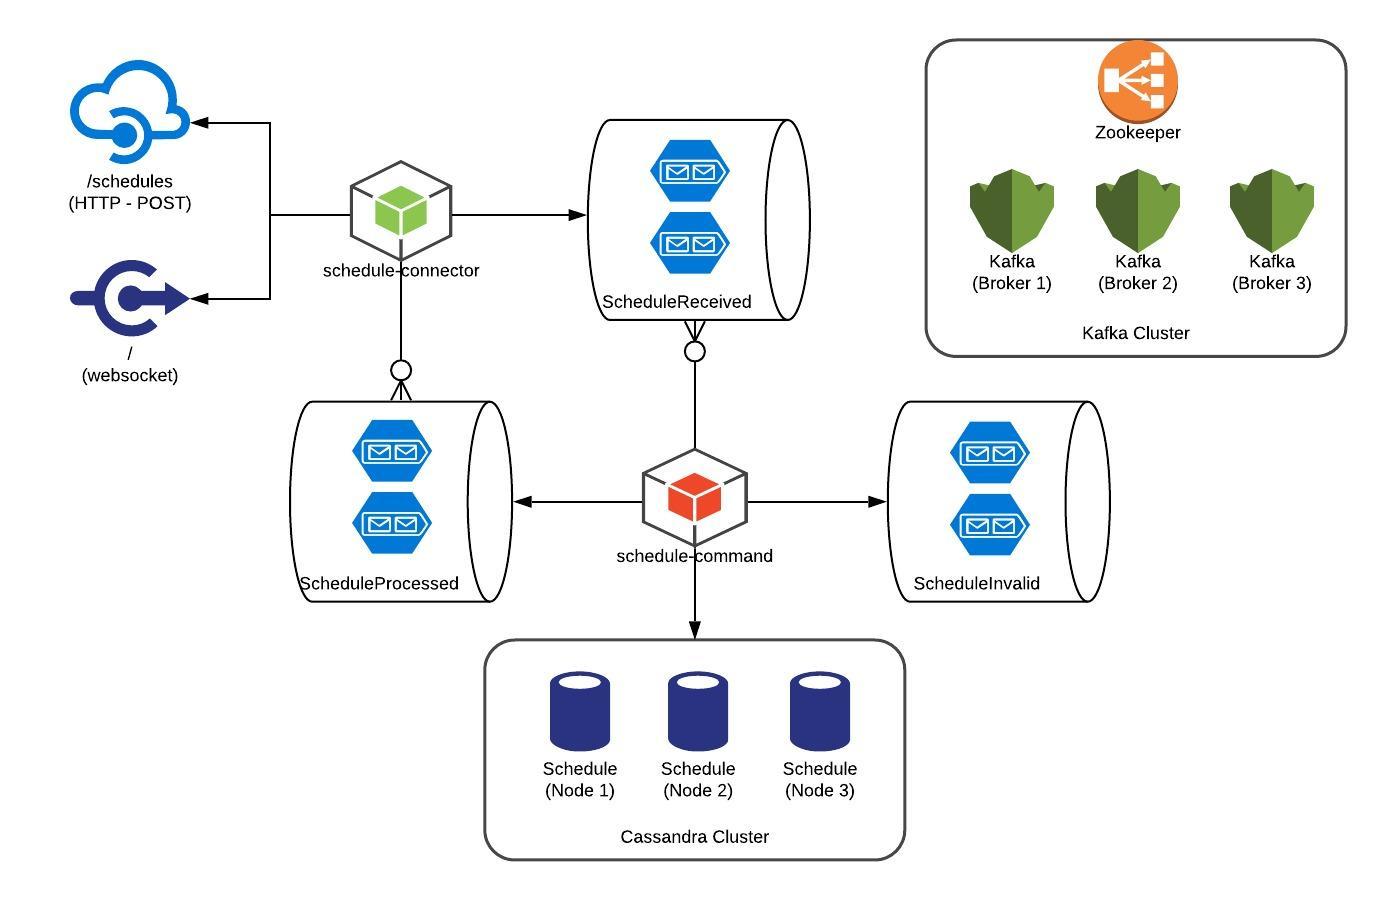 /schedules
(HTTP - POST)
/
(websocket)
schedule-connector
ScheduleReceived
Zookeeper
Kafka
(Broker 1)
Kafka
(Broker 2)
Kafka
(Broker 3)
Kafka Cluster
ScheduleProcessed
schedule-command
ScheduleInvalid
Schedule
(Node 1)
Schedule
(Node 2)
Schedule
(Node 3)
Cassandra Cluster